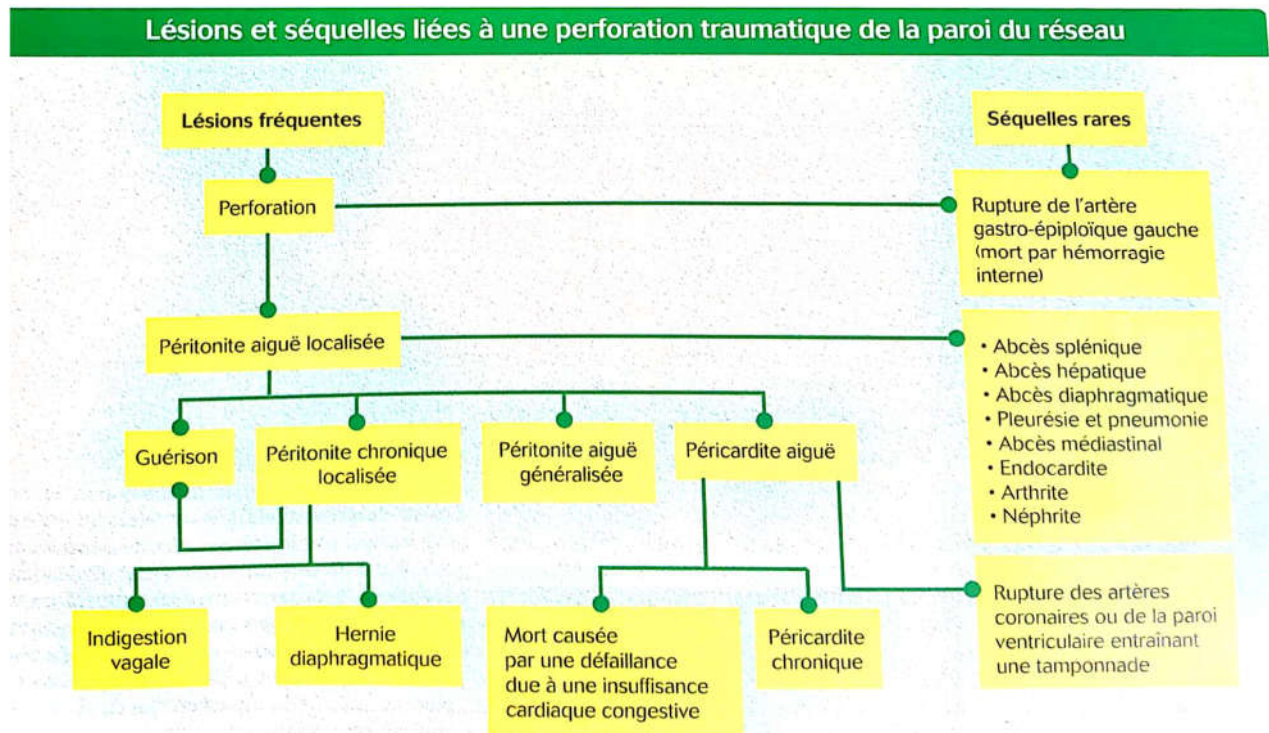 Lésions et séquelles liées à une perforation traumatique de la paroi du réseau
Lésions fréquentes
Séquelles rares
Perforation
Rupture de l'artère
gastro-épiploïque gauche
(mort par hémorragie
interne)
Péritonite aiguë localisée
• Abcès splénique
• Abcès hépatique
• Abcès diaphragmatique
• Pleurésie et pneumonie
• Abcès médiastinal
• Endocardite
• Arthrite
• Néphrite
Guérison
Péritonite chronique
localisée
Péritonite aiguë
généralisée
Péricardite aiguë
Indigestion
vagale
Hernie
diaphragmatique
Mort causée
par une défaillance
due à une insuffisance
cardiaque congestive
Péricardite
chronique
Rupture des artères
coronaires ou de la paroi
ventriculaire entraînant
une tamponnade